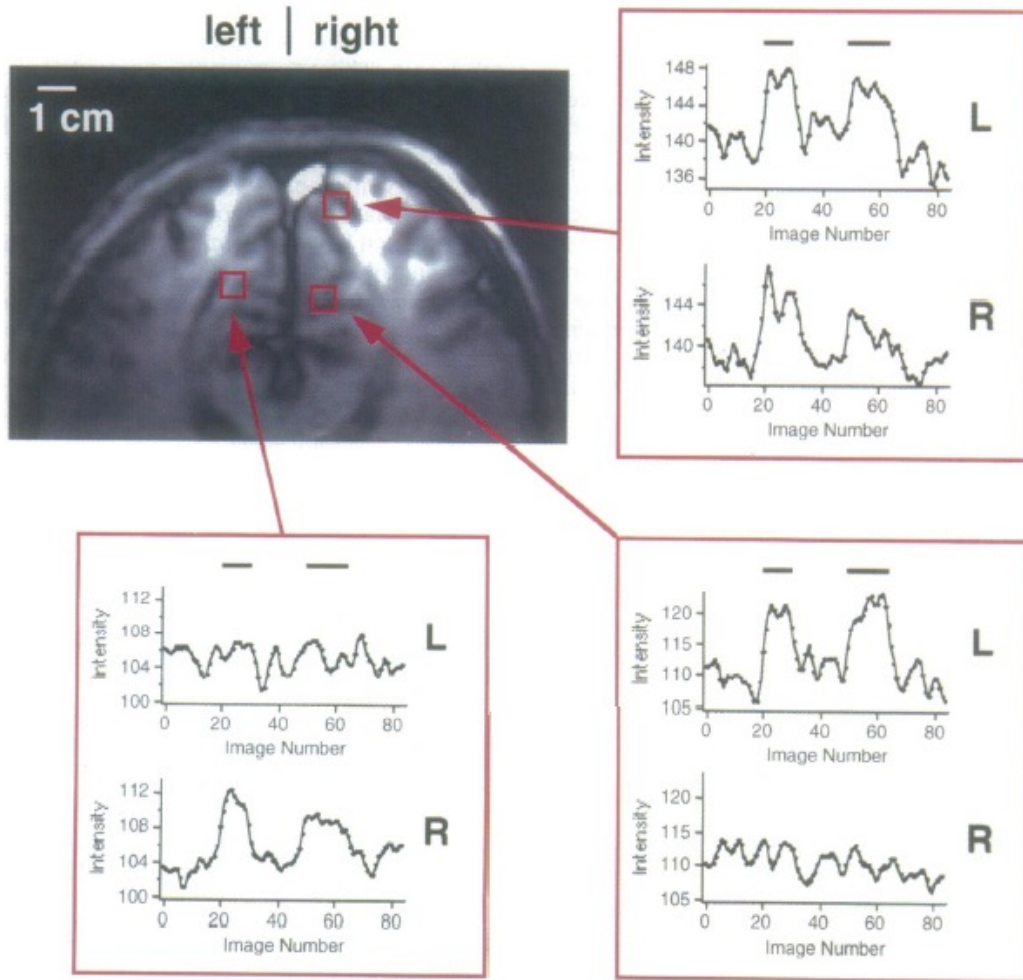 left | right
1 cm
148
144
140
136
Intensity
L
0 20 40 60 80
Image Number
144
140
Intensity
R
0 20 40 60 80
Image Number
112
108
104
100
Intensity
L
0 20 40 60 80
Image Number
112
108
104
100
Intensity
R
0 20 40 60 80
Image Number
120
115
110
105
Intensity
L
0 20 40 60 80
Image Number
120
115
110
105
Intensity
R
0 20 40 60 80
Image Number